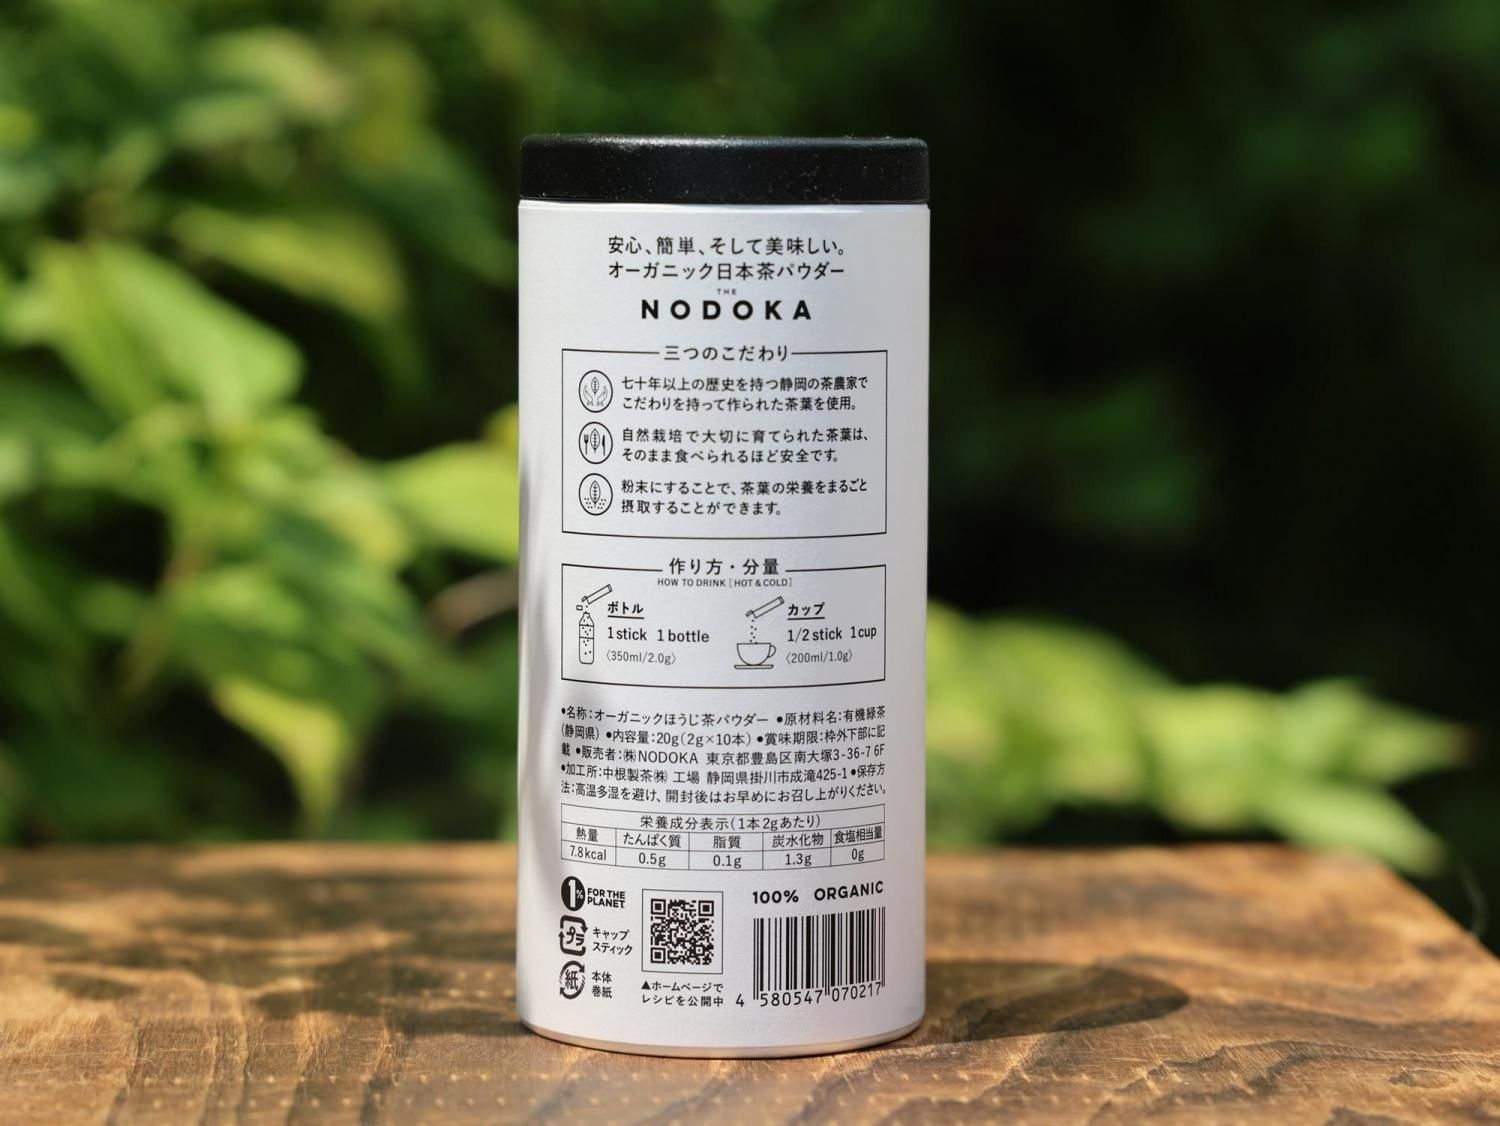 安心、簡単、そして美味しい。
オーガニック日本茶パウダー
THE
NODOKA
三つのこだわり
七十年以上の歴史を持つ静岡の茶農家で
こだわりを持って作られた茶葉を使用。
自然栽培で大切に育てられた茶葉は、
そのまま食べられるほど安全です。
粉末にすることで、茶葉の栄養をまるごと
摂取することができます。
作り方・分量
HOW TO DRINK [HOT & COLD]
ボトル
1 stick 1 bottle
〈350ml/2.0g〉
カップ
1/2 stick 1 cup
〈200ml/1.0g〉
●名称:オーガニックほうじ茶パウダー ●原材料名:有機緑茶
(静岡県) ●内容量:20g(2g×10本) ●賞味期限:枠外下部に記
載 ●販売者:㈱NODOKA 東京都豊島区南大塚3-36-7 6F
●加工所:中根製茶㈱ 工場 静岡県掛川市成滝425-1 ●保存方
法:高温多湿を避け、開封後はお早めにお召し上がりください。
栄養成分表示(1本2gあたり)
熱量 たんぱく質 脂質 炭水化物 食塩相当量
7.8kcal 0.5g 0.1g 1.3g 0g
1% FOR THE
PLANET
プラ キャップ
スティック
紙 本体
巻紙
▲ホームページで
レシピを公開中
100% ORGANIC
4 580547 070217